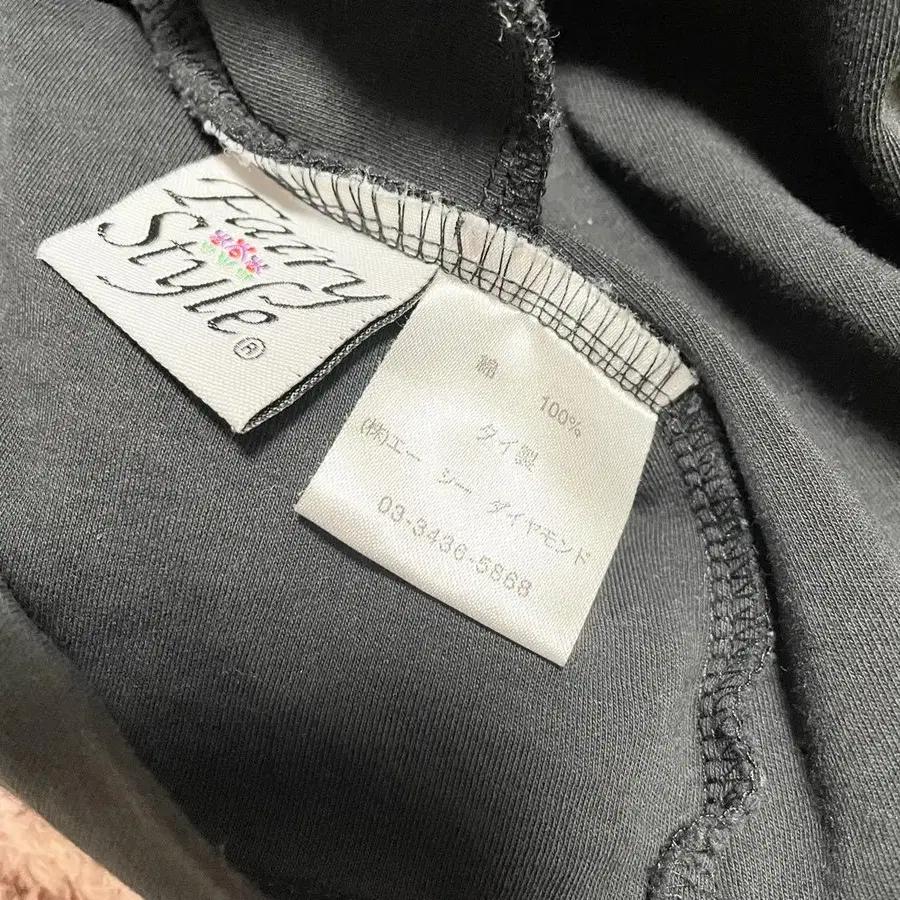 Fairy
Style®
綿 100%
タイ製
(株)エー シー ダイヤモンド
03-3436-5868